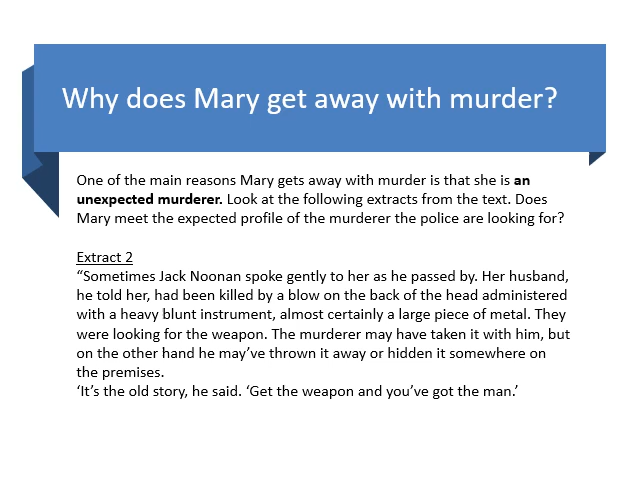 Why does Mary get away with murder?
One of the main reasons Mary gets away with murder is that she is an
unexpected murderer. Look at the following extracts from the text. Does
Mary meet the expected profile of the murderer the police are looking for?
Extract 2
“Sometimes Jack Noonan spoke gently to her as he passed by. Her husband,
he told her, had been killed by a blow on the back of the head administered
with a heavy blunt instrument, almost certainly a large piece of metal. They
were looking for the weapon. The murderer may have taken it with him, but
on the other hand he may’ve thrown it away or hidden it somewhere on
the premises.
‘It’s the old story, he said. ‘Get the weapon and you’ve got the man.’